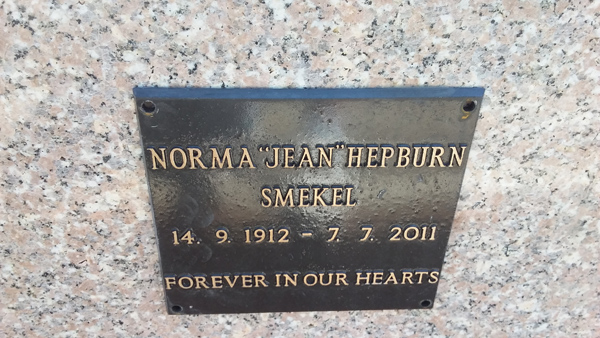 NORMA "JEAN" HEPBURN
SMEKEL
14. 9. 1912 - 7. 7. 2011
FOREVER IN OUR HEARTS